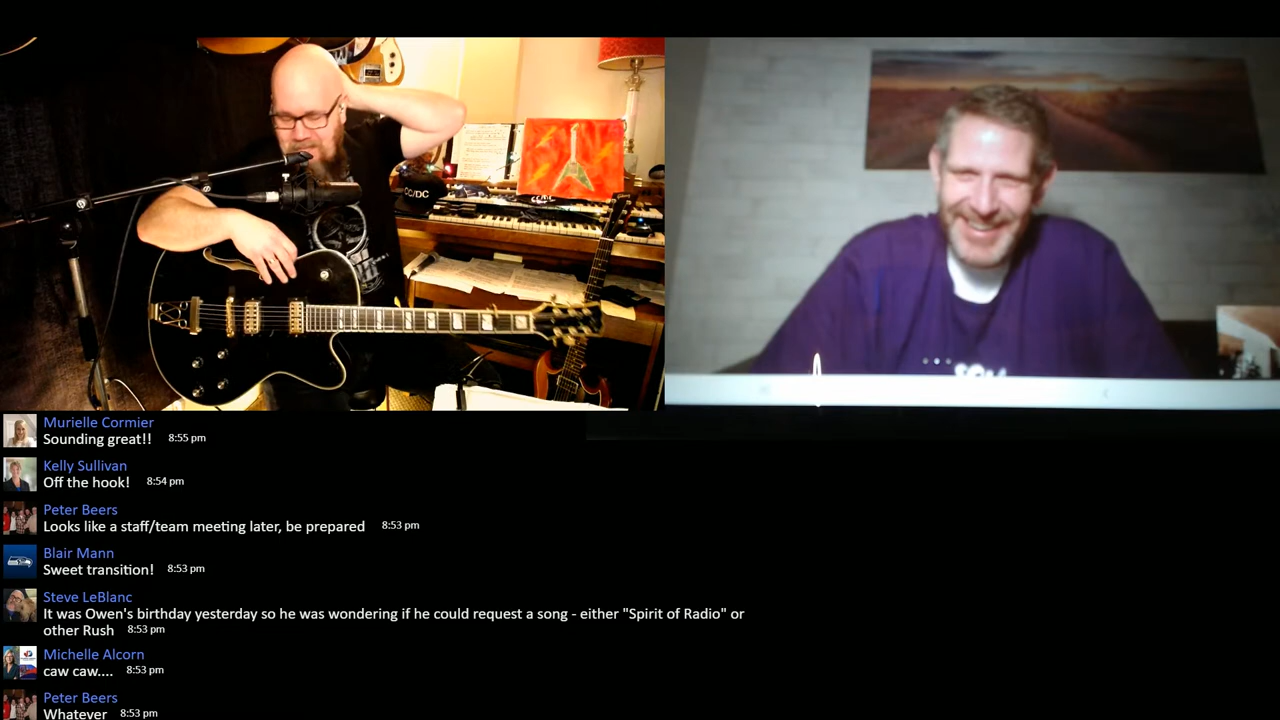 CC/DC
Murielle Cormier
Sounding great!! 8:55 pm
Kelly Sullivan
Off the hook! 8:54 pm
Peter Beers
Looks like a staff/team meeting later, be prepared 8:53 pm
Blair Mann
Sweet transition! 8:53 pm
Steve LeBlanc
It was Owen's birthday yesterday so he was wondering if he could request a song - either "Spirit of Radio" or
other Rush 8:53 pm
Michelle Alcorn
caw caw.... 8:53 pm
Peter Beers
Whatever 8:53 pm